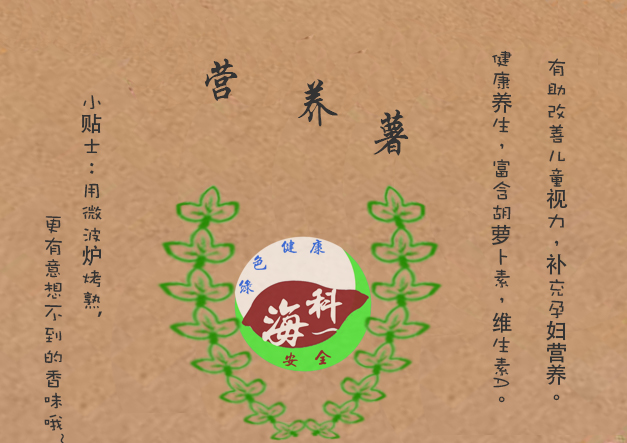 营养薯
有助改善儿童视力，补充孕妇营养。
健康养生，富含胡萝卜素，维生素A。
小贴士：用微波炉烤熟，
更有意想不到的香味哦~
绿色健康
海科
安全